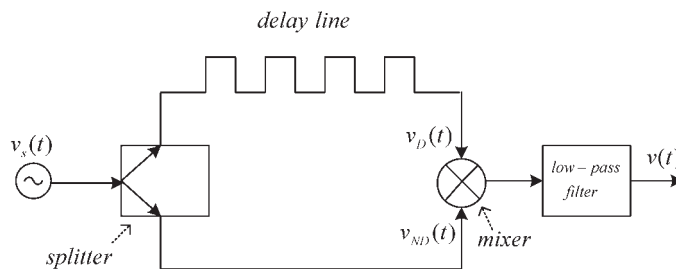 delay line
v_s(t)
v_D(t)
low-pass
filter
v(t)
v_ND(t)
mixer
splitter